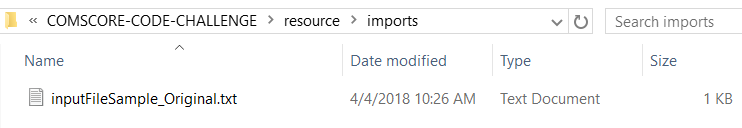 « COMSCORE-CODE-CHALLENGE > resource > imports Search imports
Name Date modified Type Size
inputFileSample_Original.txt 4/4/2018 10:26 AM Text Document 1 KB